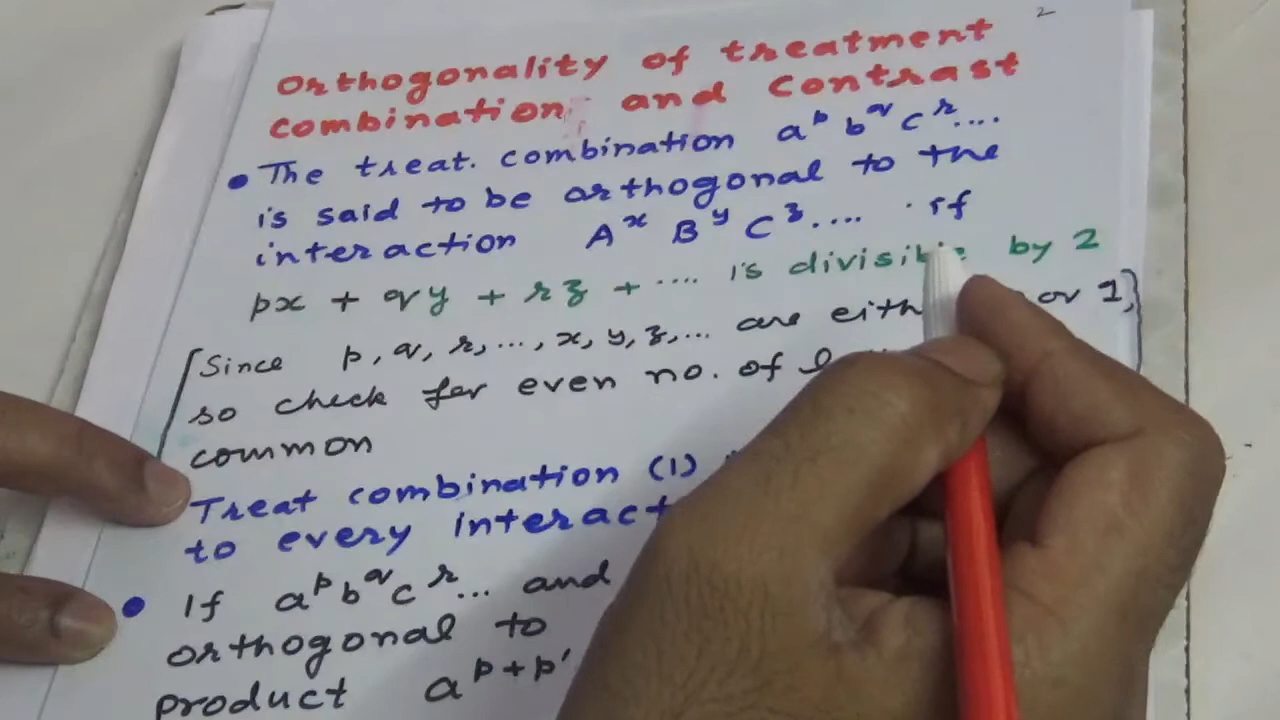 2
Orthogonality of treatment
combination and contrast
• The treat. combination a^p b^q c^r....
is said to be orthogonal to the
interaction A^x B^y C^z.... if
px + qy + rz + .... is divisible by 2
[Since p, q, r, ..., x, y, z, ... are either or 1,
so check for even no. of
common
Treat combination (1)
to every
• If a^p b^q c^r... and
orthogonal to
product a^p+p'